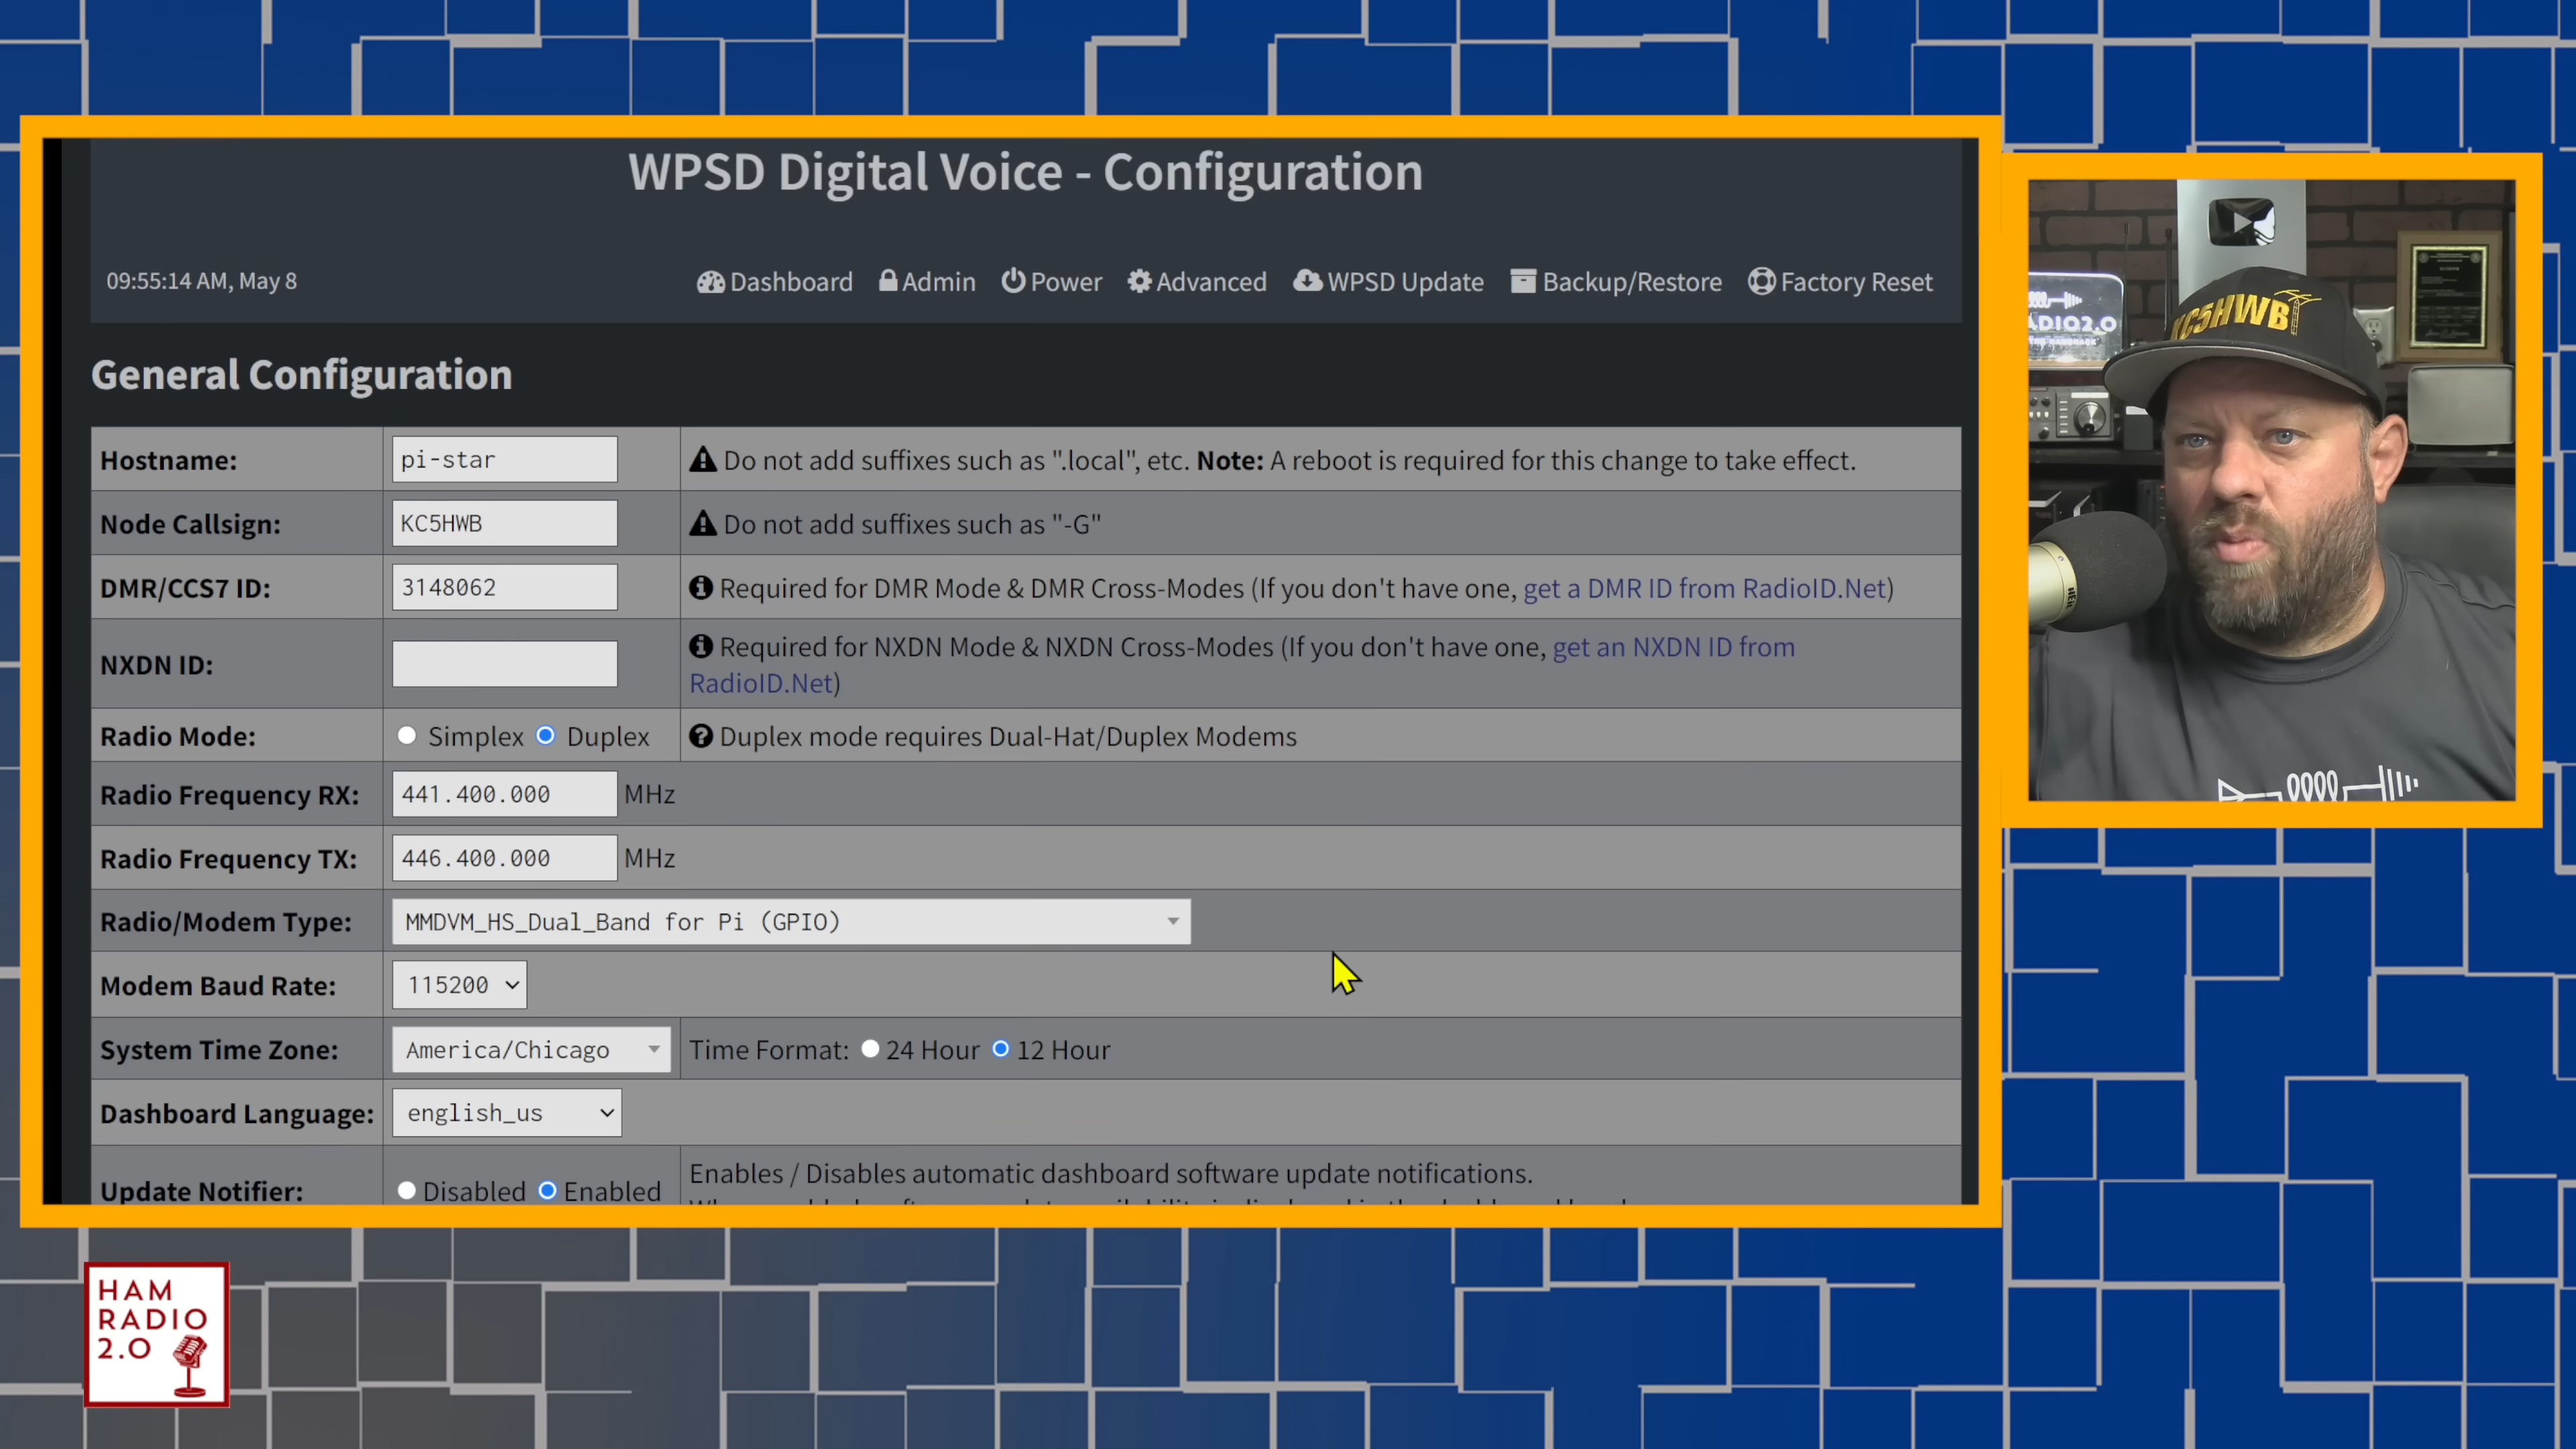 WPSD Digital Voice - Configuration
09:55:14 AM, May 8
Dashboard Admin Power Advanced WPSD Update Backup/Restore Factory Reset
General Configuration
Hostname: pi-star Do not add suffixes such as ".local", etc. Note: A reboot is required for this change to take effect.
Node Callsign: KC5HWB Do not add suffixes such as "-G"
DMR/CCS7 ID: 3148062 Required for DMR Mode & DMR Cross-Modes (If you don't have one, get a DMR ID from RadioID.Net)
NXDN ID: Required for NXDN Mode & NXDN Cross-Modes (If you don't have one, get an NXDN ID from
RadioID.Net)
Radio Mode: Simplex Duplex Duplex mode requires Dual-Hat/Duplex Modems
Radio Frequency RX: 441.400.000 MHz
Radio Frequency TX: 446.400.000 MHz
Radio/Modem Type: MMDVM_HS_Dual_Band for Pi (GPIO)
Modem Baud Rate: 115200
System Time Zone: America/Chicago Time Format: 24 Hour 12 Hour
Dashboard Language: english_us
Update Notifier: Disabled Enabled Enables / Disables automatic dashboard software update notifications.
KC5HWB
ADIO2.0
HAM
RADIO
2.0